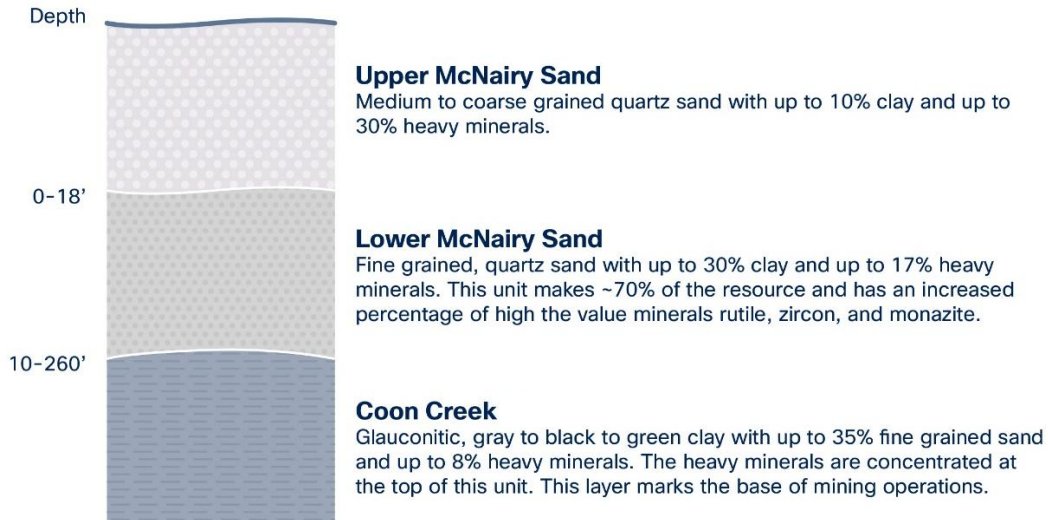 Depth
Upper McNairy Sand
Medium to coarse grained quartz sand with up to 10% clay and up to
30% heavy minerals.
0-18’
Lower McNairy Sand
Fine grained, quartz sand with up to 30% clay and up to 17% heavy
minerals. This unit makes ~70% of the resource and has an increased
percentage of high the value minerals rutile, zircon, and monazite.
10-260’
Coon Creek
Glauconitic, gray to black to green clay with up to 35% fine grained sand
and up to 8% heavy minerals. The heavy minerals are concentrated at
the top of this unit. This layer marks the base of mining operations.